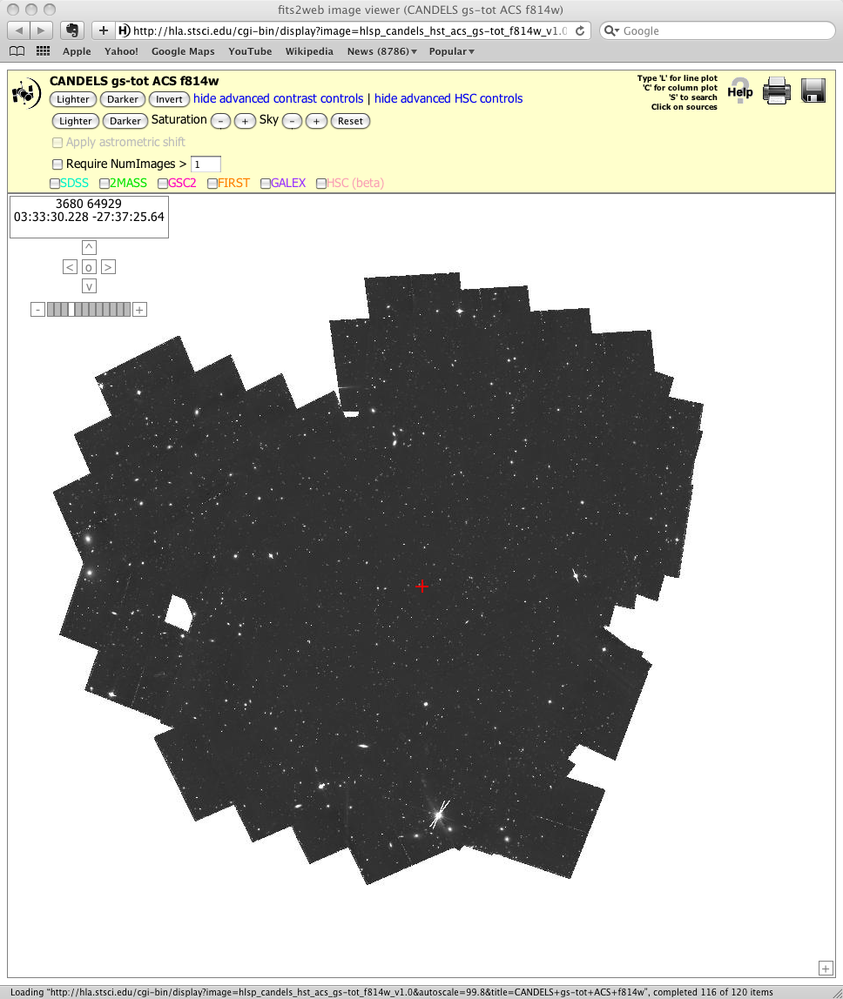 fits2web image viewer (CANDELS gs-tot ACS f814w)
http://hla.stsci.edu/cgi-bin/display?image=hlsp_candels_hst_acs_gs-tot_f814w_v1.0
Google
Apple Yahoo! Google Maps YouTube Wikipedia News (8786) Popular
CANDELS gs-tot ACS f814w
Lighter Darker Invert hide advanced contrast controls | hide advanced HSC controls
Lighter Darker Saturation - + Sky - + Reset
Apply astrometric shift
Require NumImages > 1
SDSS 2MASS GSC2 FIRST GALEX HSC (beta)
Type 'L' for line plot
'C' for column plot
'S' to search
Click on sources
Help
3680 64929
03:33:30.228 -27:37:25.64
^
< o >
v
- +
+
Loading "http://hla.stsci.edu/cgi-bin/display?image=hlsp_candels_hst_acs_gs-tot_f814w_v1.0&autoscale=99.8&title=CANDELS+gs-tot+ACS+f814w", completed 116 of 120 items